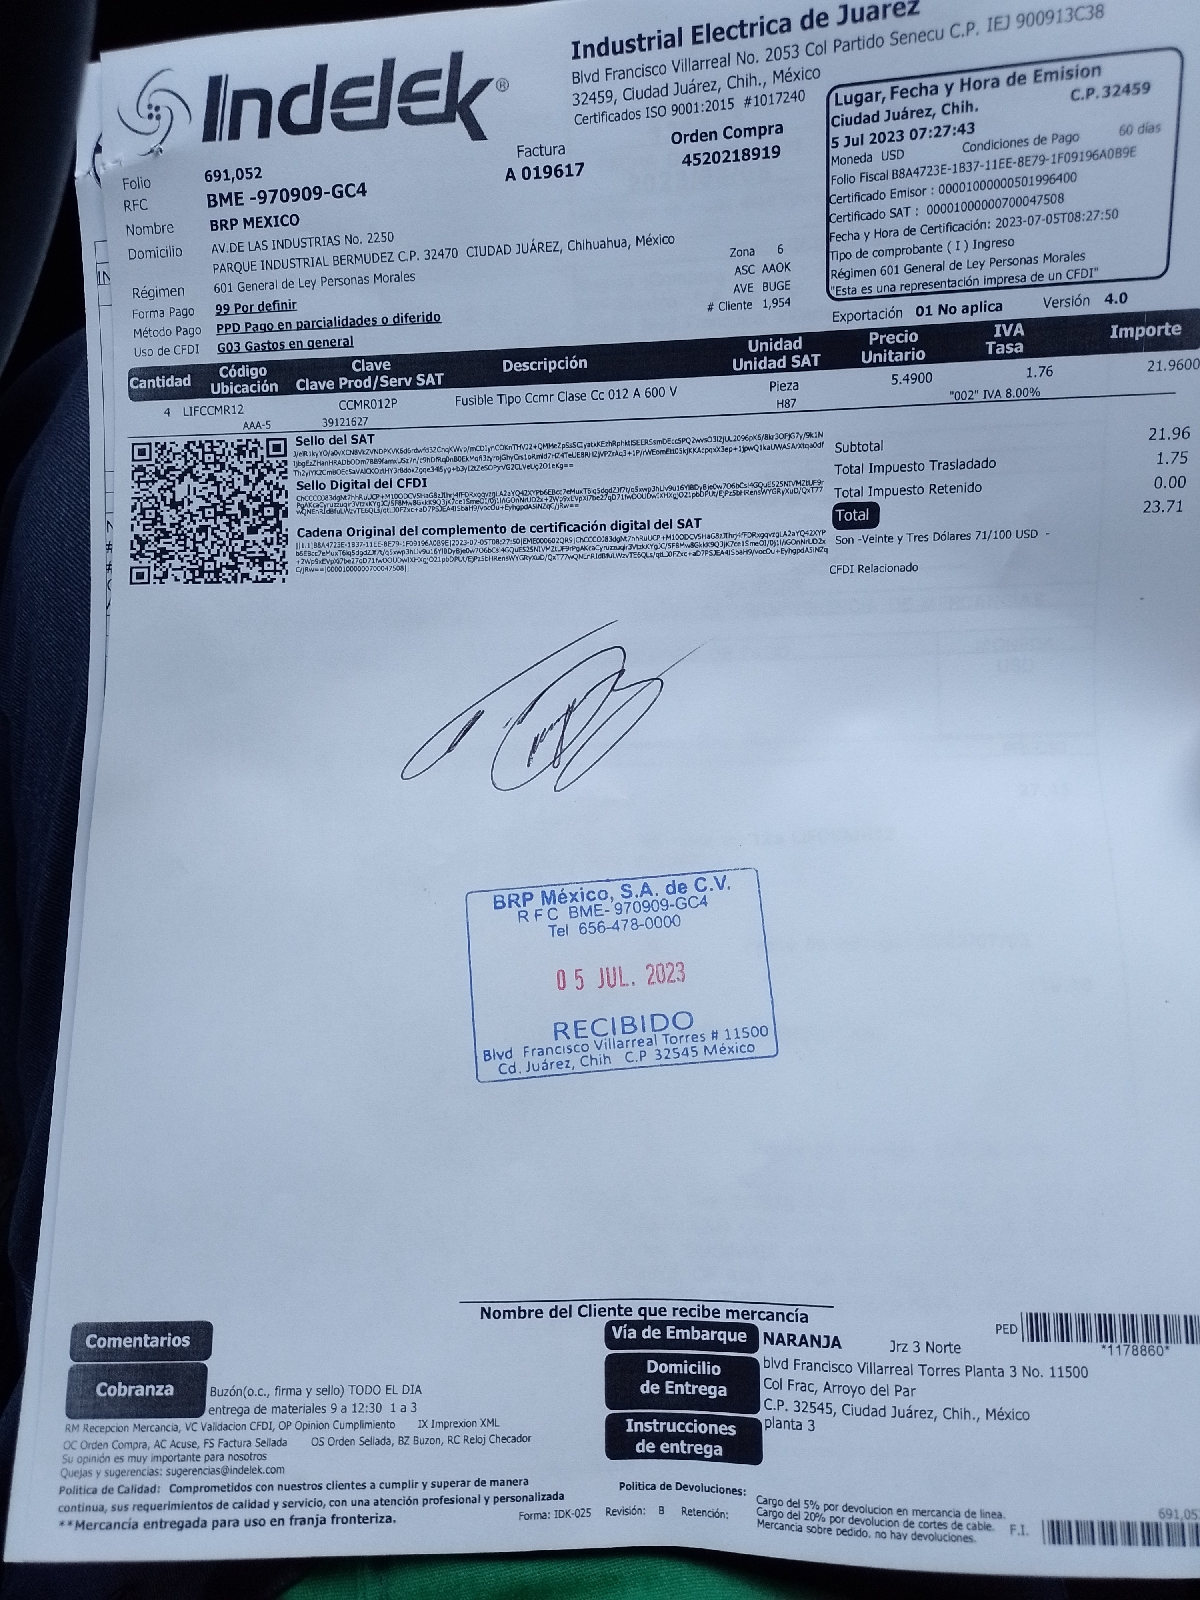 Indelek®
Industrial Electrica de Juarez
Blvd Francisco Villarreal No. 2053 Col Partido Senecu C.P. IEJ 900913C38
32459, Ciudad Juárez, Chih., México
Certificados ISO 9001:2015 #1017240
Factura
A 019617
Orden Compra
4520218919
Lugar, Fecha y Hora de Emision
Ciudad Juárez, Chih. C.P. 32459
5 Jul 2023 07:27:43
Moneda USD Condiciones de Pago 60 días
Folio Fiscal B8A4723E-1B37-11EE-8E79-1F09196A0B9E
Certificado Emisor : 00001000000501996400
Certificado SAT : 00001000000700047508
Fecha y Hora de Certificación: 2023-07-05T08:27:50
Tipo de comprobante ( I ) Ingreso
Régimen 601 General de Ley Personas Morales
"Esta es una representación impresa de un CFDI"
Folio 691,052
RFC BME -970909-GC4
Nombre BRP MEXICO
Domicilio AV.DE LAS INDUSTRIAS No. 2250
PARQUE INDUSTRIAL BERMUDEZ C.P. 32470 CIUDAD JUÁREZ, Chihuahua, México
Régimen 601 General de Ley Personas Morales
Forma Pago 99 Por definir
Método Pago PPD Pago en parcialidades o diferido
Uso de CFDI G03 Gastos en general
Zona 6
ASC AAOK
AVE BUGE
# Cliente 1,954
Exportación 01 No aplica Versión 4.0
Cantidad Código Ubicación Clave Clave Prod/Serv SAT Descripción Unidad Unidad SAT Precio Unitario IVA Tasa Importe
4 LIFCCMR12 CCMR012P Fusible Tipo Ccmr Clase Cc 012 A 600 V Pieza 5.4900 1.76 21.9600
AAA-5 39121627 H87 "002" IVA 8.00%
Sello del SAT
Sello Digital del CFDI
Cadena Original del complemento de certificación digital del SAT
Subtotal 21.96
Total Impuesto Trasladado 1.75
Total Impuesto Retenido 0.00
Total 23.71
Son -Veinte y Tres Dólares 71/100 USD -
CFDI Relacionado
BRP México, S.A. de C.V.
R F C BME- 970909-GC4
Tel 656-478-0000
05 JUL. 2023
RECIBIDO
Blvd Francisco Villarreal Torres # 11500
Cd. Juárez, Chih C.P 32545 México
Nombre del Cliente que recibe mercancía
Comentarios
Cobranza
Buzón(o.c., firma y sello) TODO EL DIA
entrega de materiales 9 a 12:30 1 a 3
RM Recepcion Mercancia, VC Validacion CFDI, OP Opinion Cumplimiento IX Imprexion XML
OC Orden Compra, AC Acuse, FS Factura Sellada OS Orden Sellada, BZ Buzon, RC Reloj Checador
Su opinión es muy importante para nosotros
Quejas y sugerencias: sugerencias@indelek.com
Politica de Calidad: Comprometidos con nuestros clientes a cumplir y superar de manera
continua, sus requerimientos de calidad y servicio, con una atención profesional y personalizada
**Mercancia entregada para uso en franja fronteriza.
Vía de Embarque NARANJA Jrz 3 Norte
PED
*1178860*
Domicilio de Entrega
blvd Francisco Villarreal Torres Planta 3 No. 11500
Col Frac, Arroyo del Par
C.P. 32545, Ciudad Juárez, Chih., México
Instrucciones de entrega
planta 3
Forma: IDK-025 Revisión: B Retención:
Politica de Devoluciones:
Cargo del 5% por devolucion en mercancia de linea.
Cargo del 20% por devolucion de cortes de cable.
Mercancia sobre pedido, no hay devoluciones.
F.I.
691,05